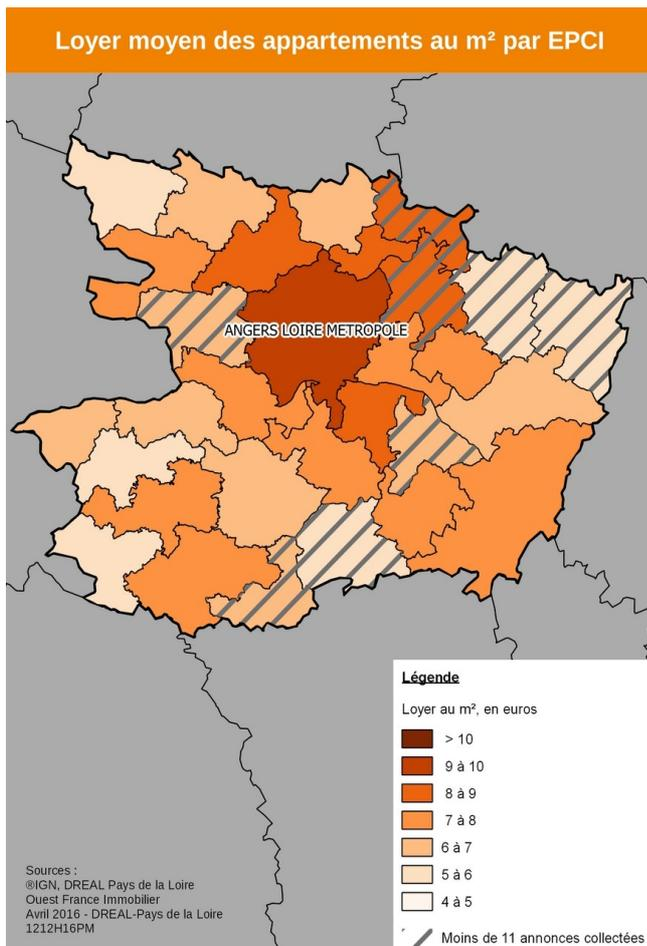 Loyer moyen des appartements au m² par EPCI
ANGERS LOIRE METROPOLE
Légende
Loyer au m², en euros
> 10
9 à 10
8 à 9
7 à 8
6 à 7
5 à 6
4 à 5
Moins de 11 annonces collectées
Sources :
®IGN, DREAL Pays de la Loire
Ouest France Immobilier
Avril 2016 - DREAL-Pays de la Loire
1212H16PM